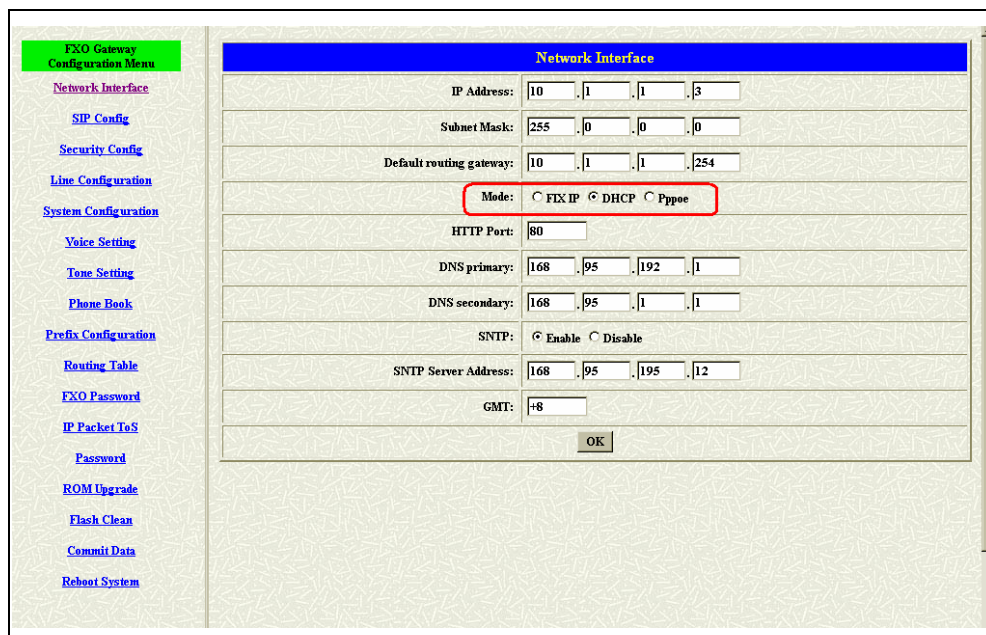 FXO Gateway
Configuration Menu
Network Interface
SIP Config
Security Config
Line Configuration
System Configuration
Voice Setting
Tone Setting
Phone Book
Prefix Configuration
Routing Table
FXO Password
IP Packet ToS
Password
ROM Upgrade
Flash Clean
Commit Data
Reboot System
Network Interface
IP Address: 10 . 1 . 1 . 3
Subnet Mask: 255 . 0 . 0 . 0
Default routing gateway: 10 . 1 . 1 . 254
Mode: FIX IP DHCP Pppoe
HTTP Port: 80
DNS primary: 168 . 95 . 192 . 1
DNS secondary: 168 . 95 . 1 . 1
SNTP: Enable Disable
SNTP Server Address: 168 . 95 . 195 . 12
GMT: +8
OK